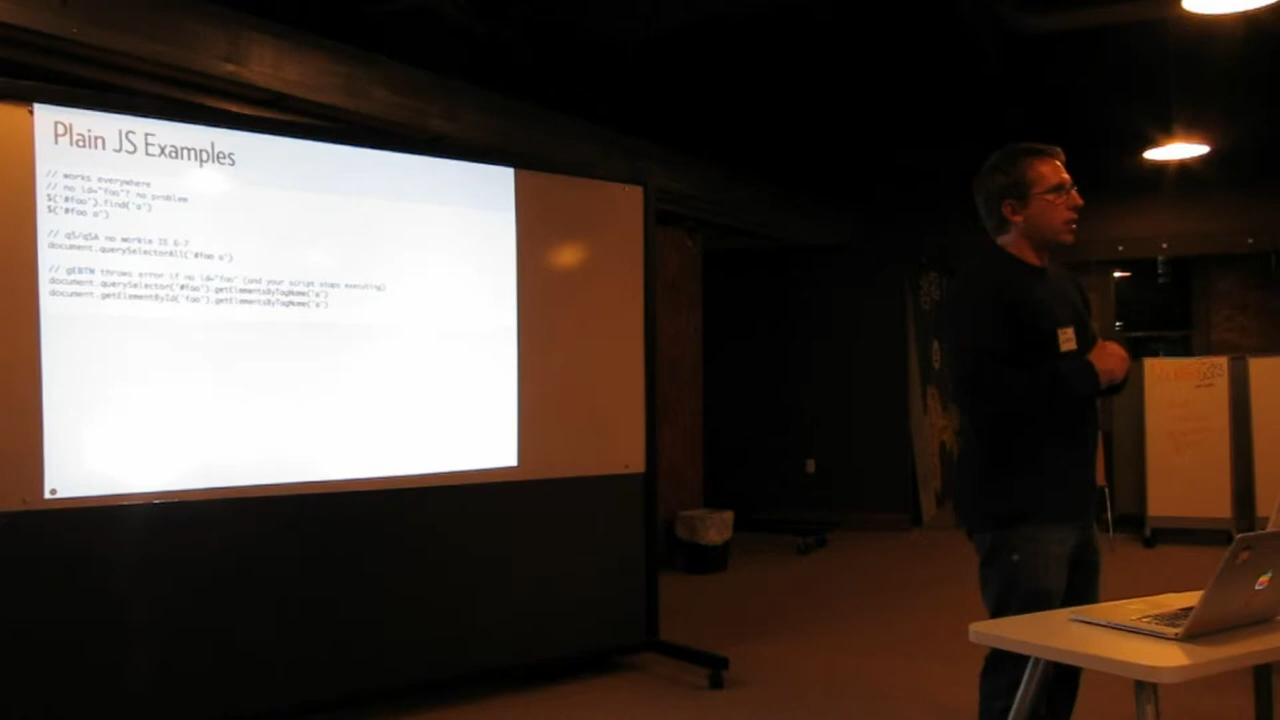 Plain JS Examples
// works everywhere
// no id="foo"? no problem
$('#foo').find('a')
$('#foo a')
// qS/qSA no workie IE 6-7
document.querySelectorAll('#foo a')
// gEBTN throws error if no id="foo" (and your script stops executing)
document.querySelector('#foo').getElementsByTagName('a')
document.getElementById('foo').getElementsByTagName('a')